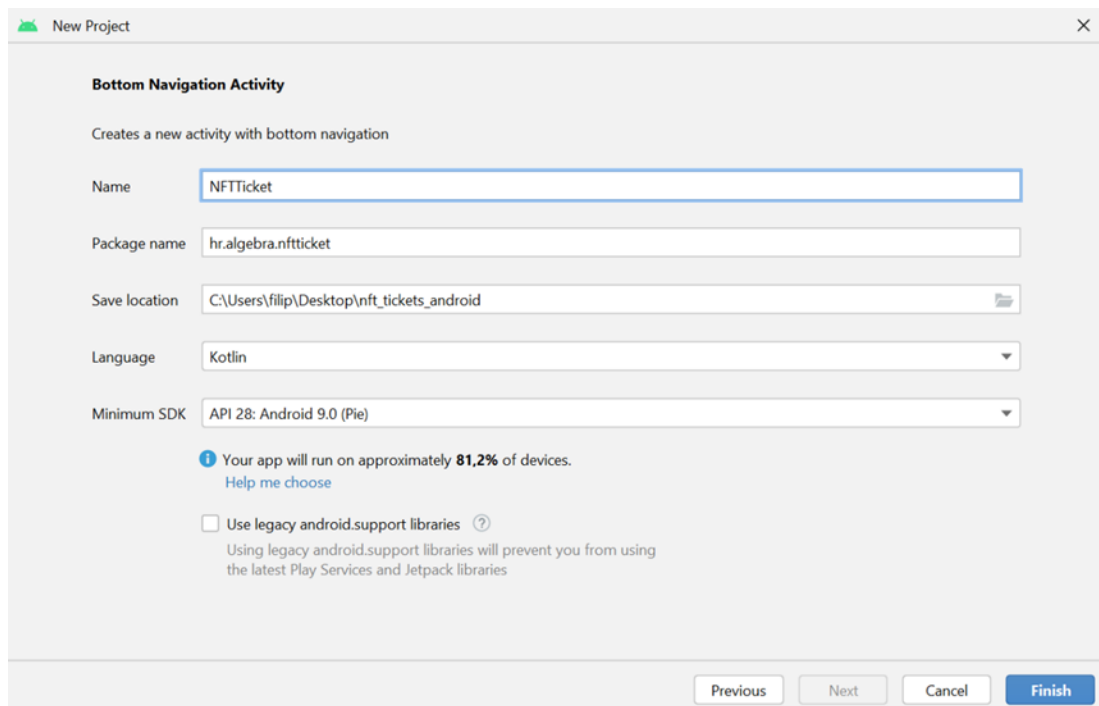 New Project
Bottom Navigation Activity
Creates a new activity with bottom navigation
Name NFTTicket
Package name hr.algebra.nftticket
Save location C:\Users\filip\Desktop\nft_tickets_android
Language Kotlin
Minimum SDK API 28: Android 9.0 (Pie)
Your app will run on approximately 81,2% of devices.
Help me choose
Use legacy android.support libraries ?
Using legacy android.support libraries will prevent you from using
the latest Play Services and Jetpack libraries
Previous Next Cancel Finish